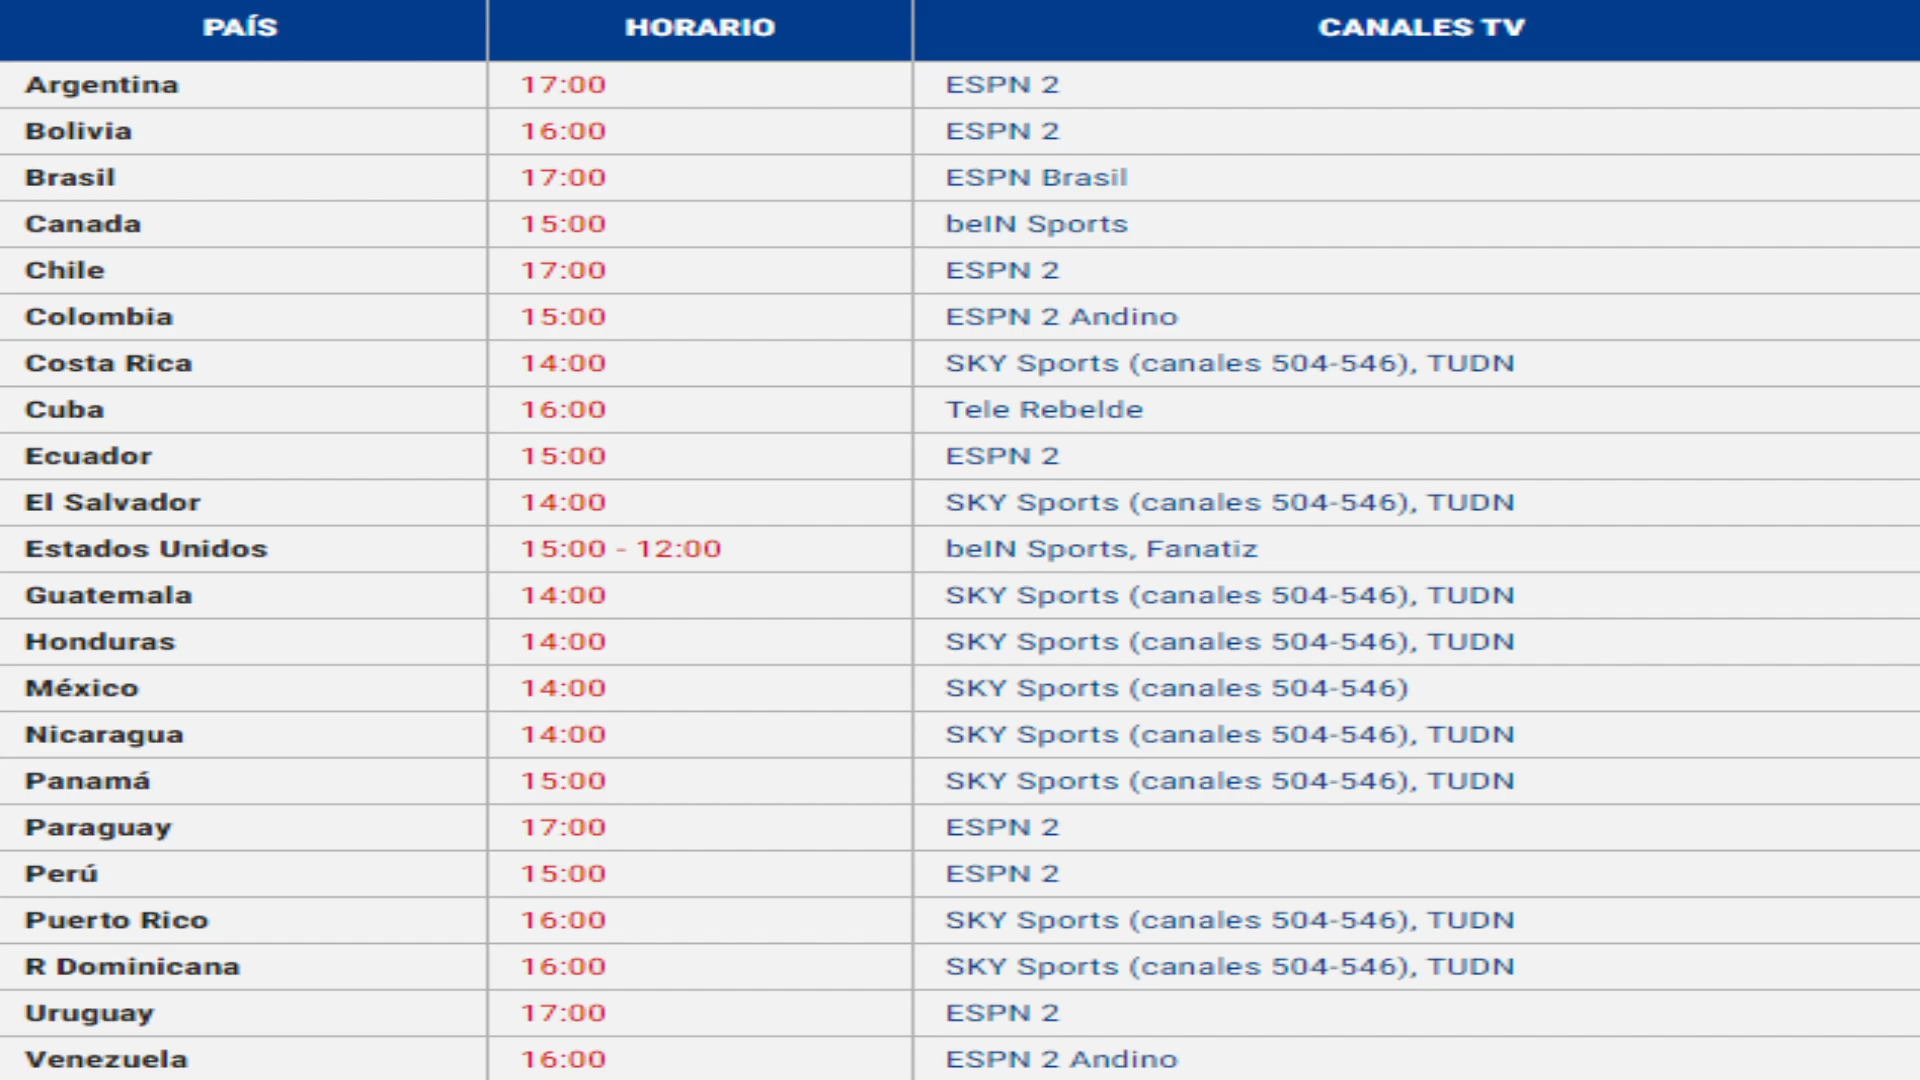 PAÍS HORARIO CANALES TV
Argentina 17:00 ESPN 2
Bolivia 16:00 ESPN 2
Brasil 17:00 ESPN Brasil
Canada 15:00 beIN Sports
Chile 17:00 ESPN 2
Colombia 15:00 ESPN 2 Andino
Costa Rica 14:00 SKY Sports (canales 504-546), TUDN
Cuba 16:00 Tele Rebelde
Ecuador 15:00 ESPN 2
El Salvador 14:00 SKY Sports (canales 504-546), TUDN
Estados Unidos 15:00 - 12:00 beIN Sports, Fanatiz
Guatemala 14:00 SKY Sports (canales 504-546), TUDN
Honduras 14:00 SKY Sports (canales 504-546), TUDN
México 14:00 SKY Sports (canales 504-546)
Nicaragua 14:00 SKY Sports (canales 504-546), TUDN
Panamá 15:00 SKY Sports (canales 504-546), TUDN
Paraguay 17:00 ESPN 2
Perú 15:00 ESPN 2
Puerto Rico 16:00 SKY Sports (canales 504-546), TUDN
R Dominicana 16:00 SKY Sports (canales 504-546), TUDN
Uruguay 17:00 ESPN 2
Venezuela 16:00 ESPN 2 Andino